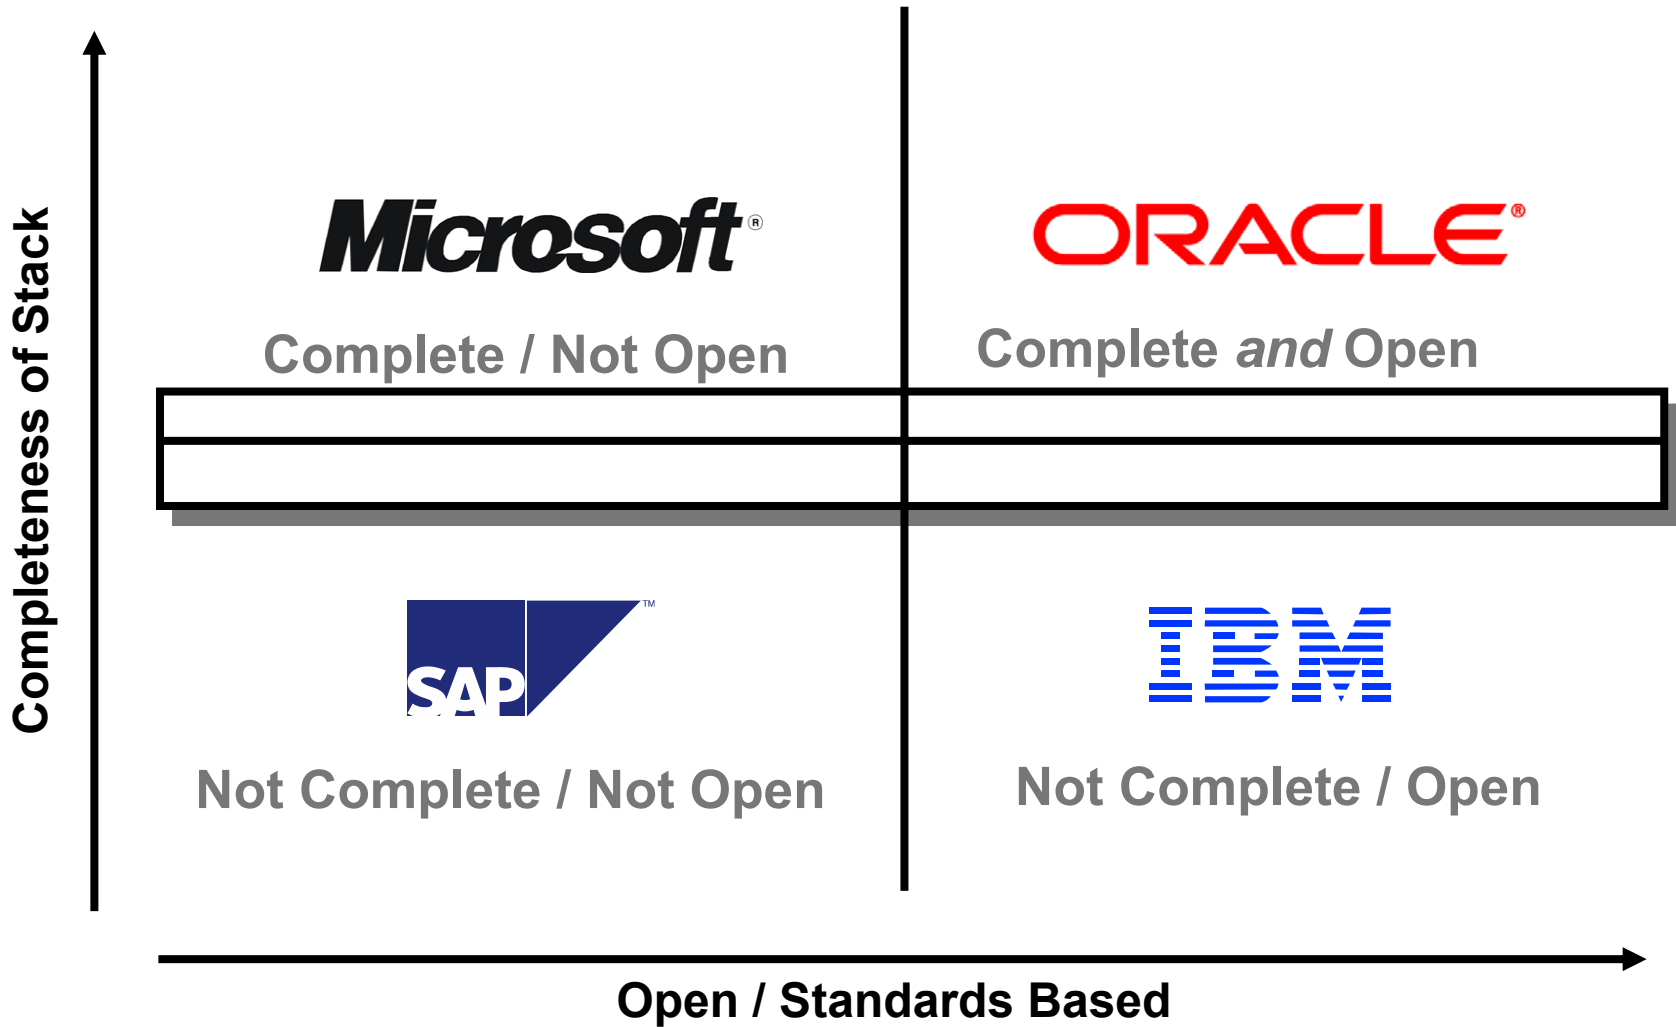 Completeness of Stack
Microsoft®
ORACLE®
Complete / Not Open
Complete and Open
SAP™
IBM
Not Complete / Not Open
Not Complete / Open
Open / Standards Based